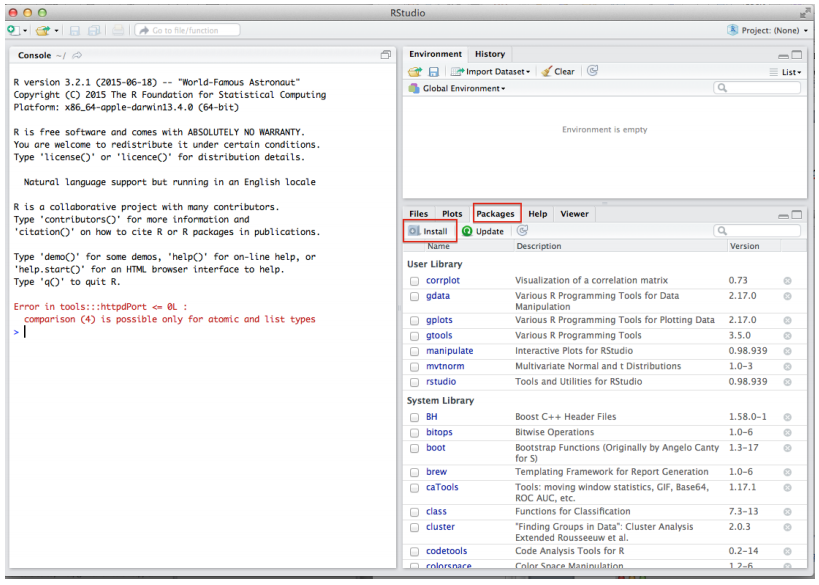 RStudio
Go to file/function
Project: (None)
Console ~/
R version 3.2.1 (2015-06-18) -- "World-Famous Astronaut"
Copyright (C) 2015 The R Foundation for Statistical Computing
Platform: x86_64-apple-darwin13.4.0 (64-bit)
R is free software and comes with ABSOLUTELY NO WARRANTY.
You are welcome to redistribute it under certain conditions.
Type 'license()' or 'licence()' for distribution details.
Natural language support but running in an English locale
R is a collaborative project with many contributors.
Type 'contributors()' for more information and
'citation()' on how to cite R or R packages in publications.
Type 'demo()' for some demos, 'help()' for on-line help, or
'help.start()' for an HTML browser interface to help.
Type 'q()' to quit R.
Error in tools:::httpdPort <= 0L :
comparison (4) is possible only for atomic and list types
>
Environment History
Import Dataset Clear List
Global Environment
Environment is empty
Files Plots Packages Help Viewer
Install Update
Name Description Version
User Library
corrplot Visualization of a correlation matrix 0.73
gdata Various R Programming Tools for Data 2.17.0
Manipulation
gplots Various R Programming Tools for Plotting Data 2.17.0
gtools Various R Programming Tools 3.5.0
manipulate Interactive Plots for RStudio 0.98.939
mvtnorm Multivariate Normal and t Distributions 1.0-3
rstudio Tools and Utilities for RStudio 0.98.939
System Library
BH Boost C++ Header Files 1.58.0-1
bitops Bitwise Operations 1.0-6
boot Bootstrap Functions (Originally by Angelo Canty 1.3-17
for S)
brew Templating Framework for Report Generation 1.0-6
caTools Tools: moving window statistics, GIF, Base64, 1.17.1
ROC AUC, etc.
class Functions for Classification 7.3-13
cluster "Finding Groups in Data": Cluster Analysis 2.0.3
Extended Rousseeuw et al.
codetools Code Analysis Tools for R 0.2-14
colorspace Color Space Manipulation 1.2-6